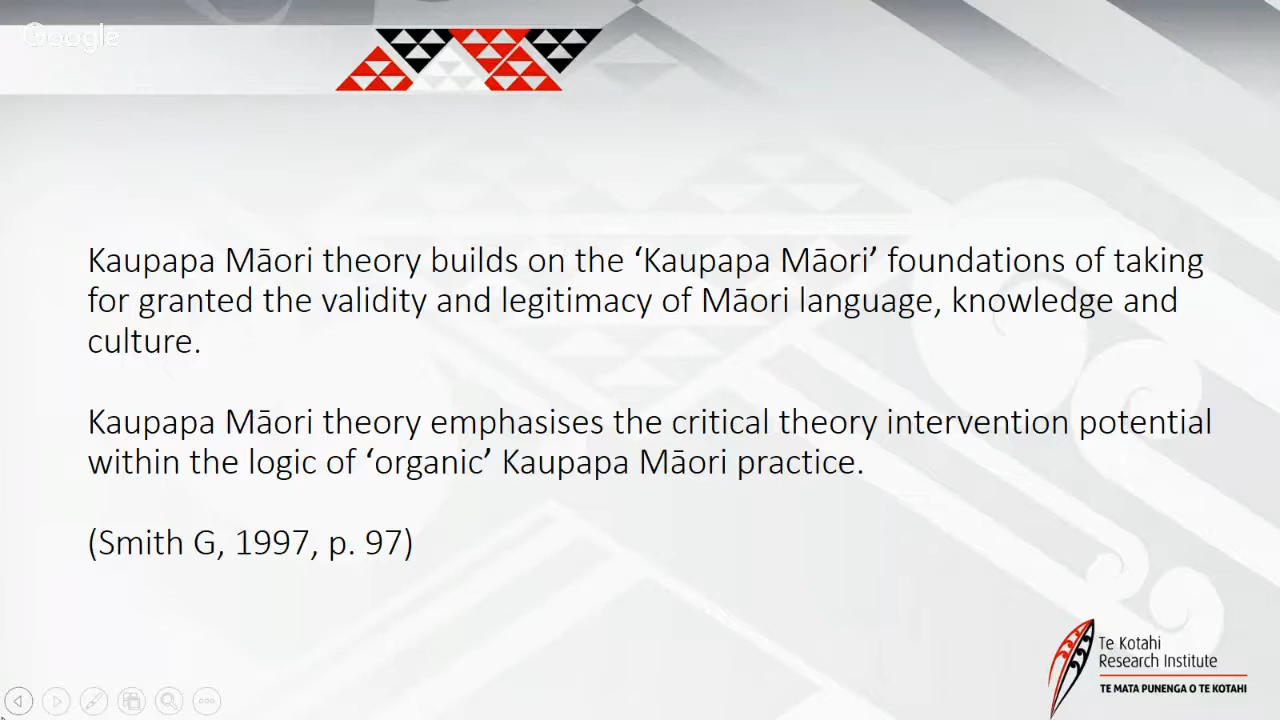 Google
Kaupapa Māori theory builds on the ‘Kaupapa Māori’ foundations of taking
for granted the validity and legitimacy of Māori language, knowledge and
culture.
Kaupapa Māori theory emphasises the critical theory intervention potential
within the logic of ‘organic’ Kaupapa Māori practice.
(Smith G, 1997, p. 97)
Te Kotahi
Research Institute
TE MATA PUNENGA O TE KOTAHI